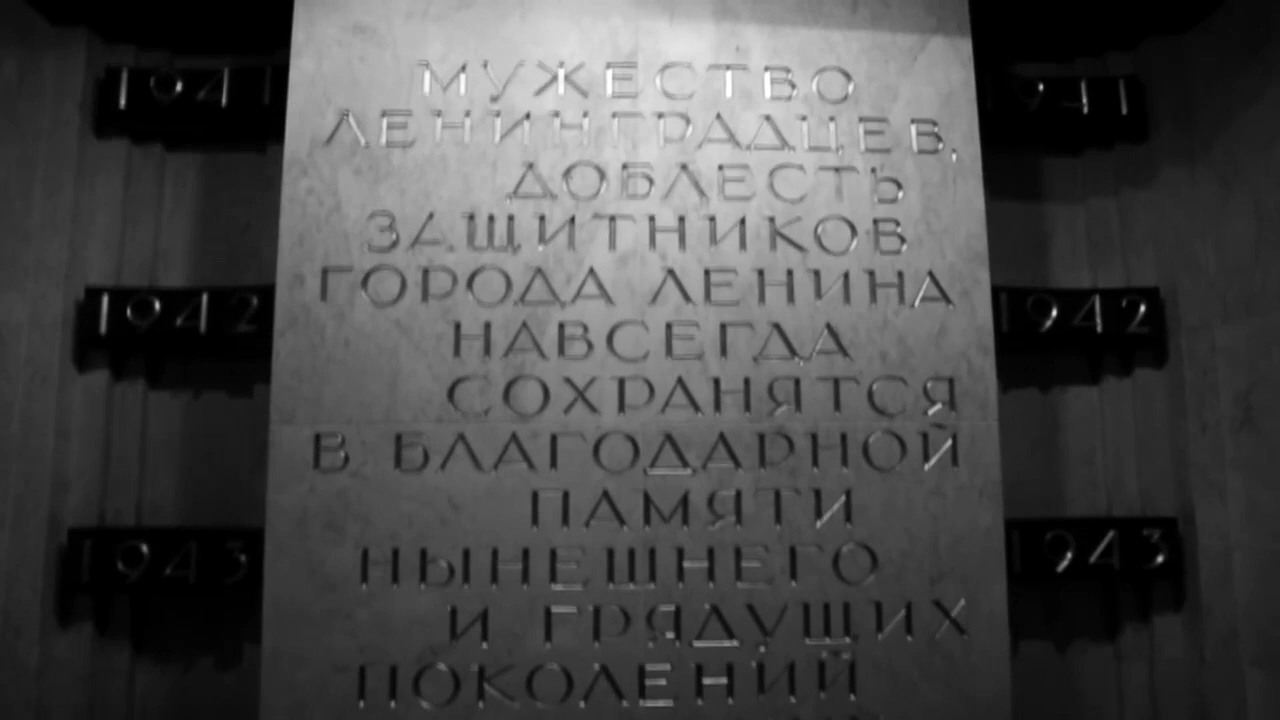 МУЖЕСТВО
ЛЕНИНГРАДЦЕВ,
ДОБЛЕСТЬ
ЗАЩИТНИКОВ
ГОРОДА ЛЕНИНА
НАВСЕГДА
СОХРАНЯТСЯ
В БЛАГОДАРНОЙ
ПАМЯТИ
НЫНЕШНЕГО
И ГРЯДУЩИХ
ПОКОЛЕНИЙ
1941
1942
1943
1941
1942
1943